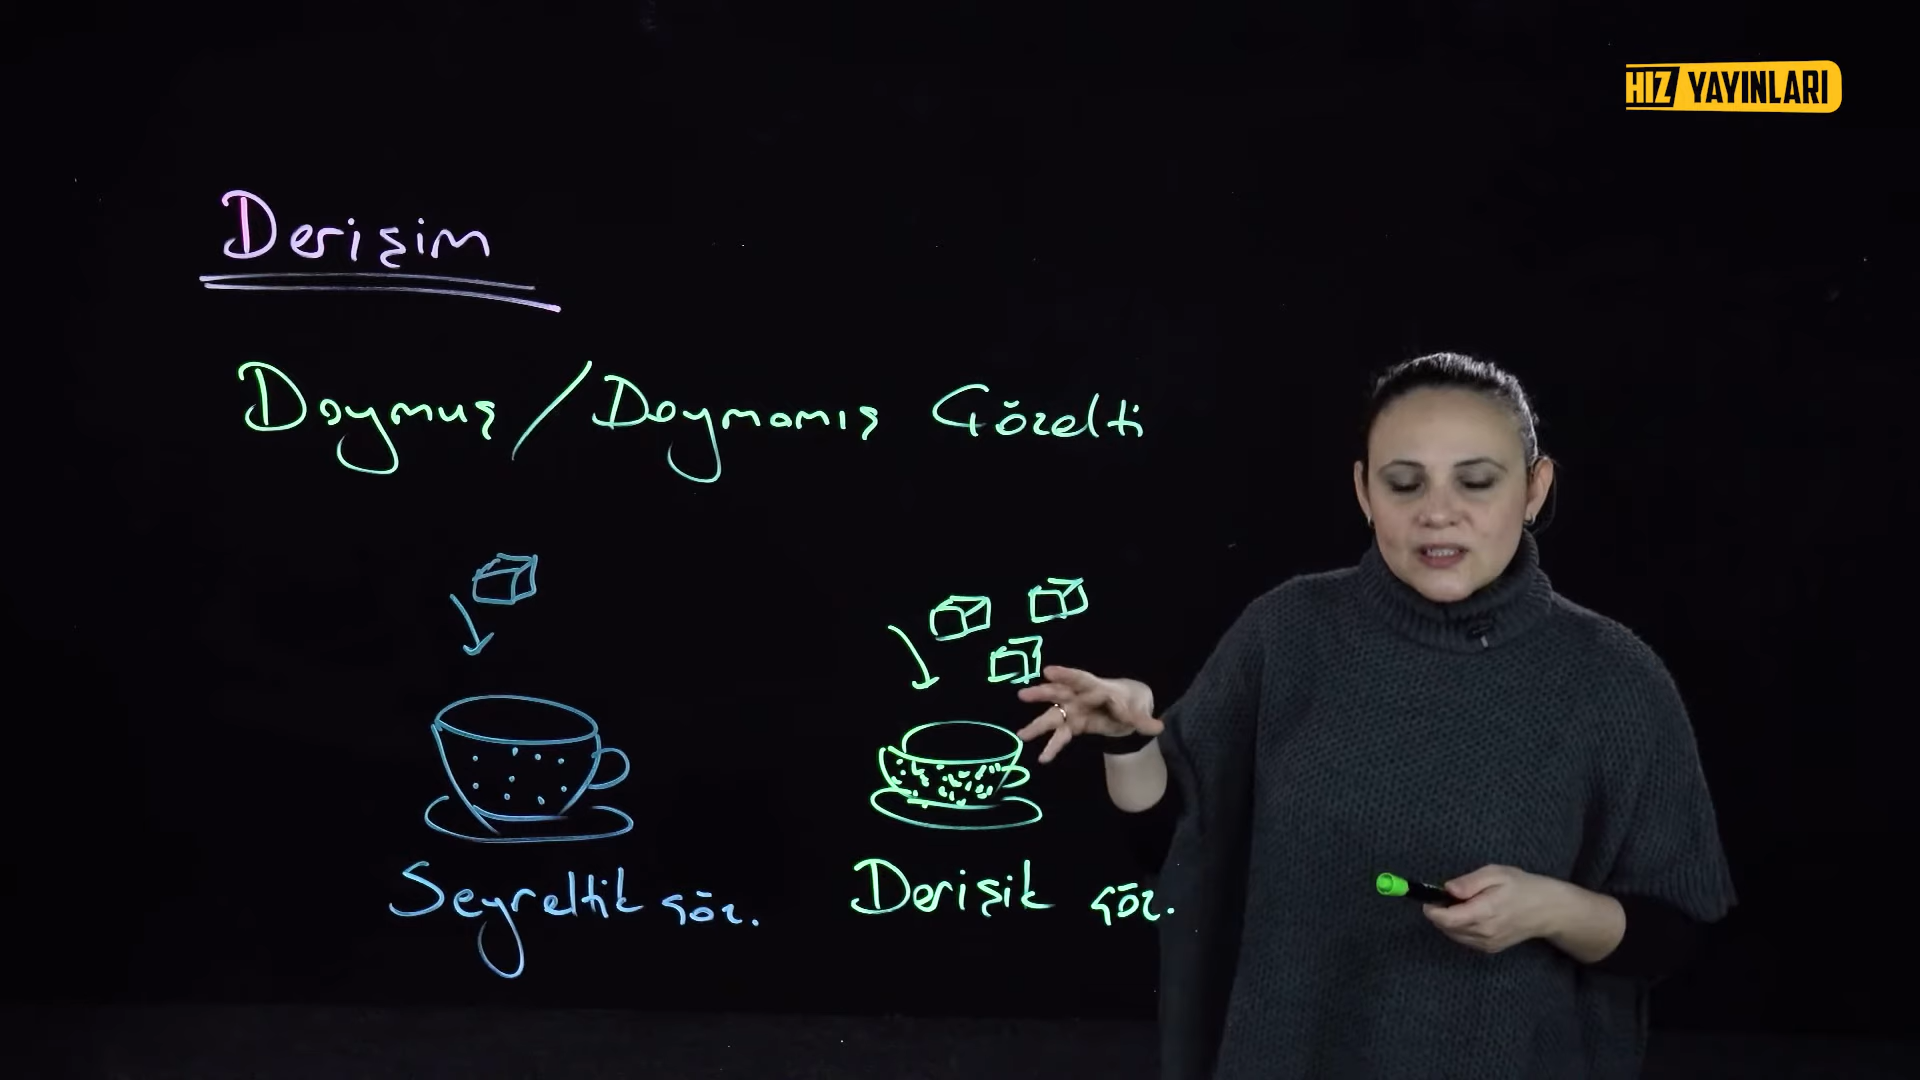 HIZ YAYINLARI
Derişim
Doymuş / Doymamış Çözelti
Seyreltik çöz.
Derişik çöz.